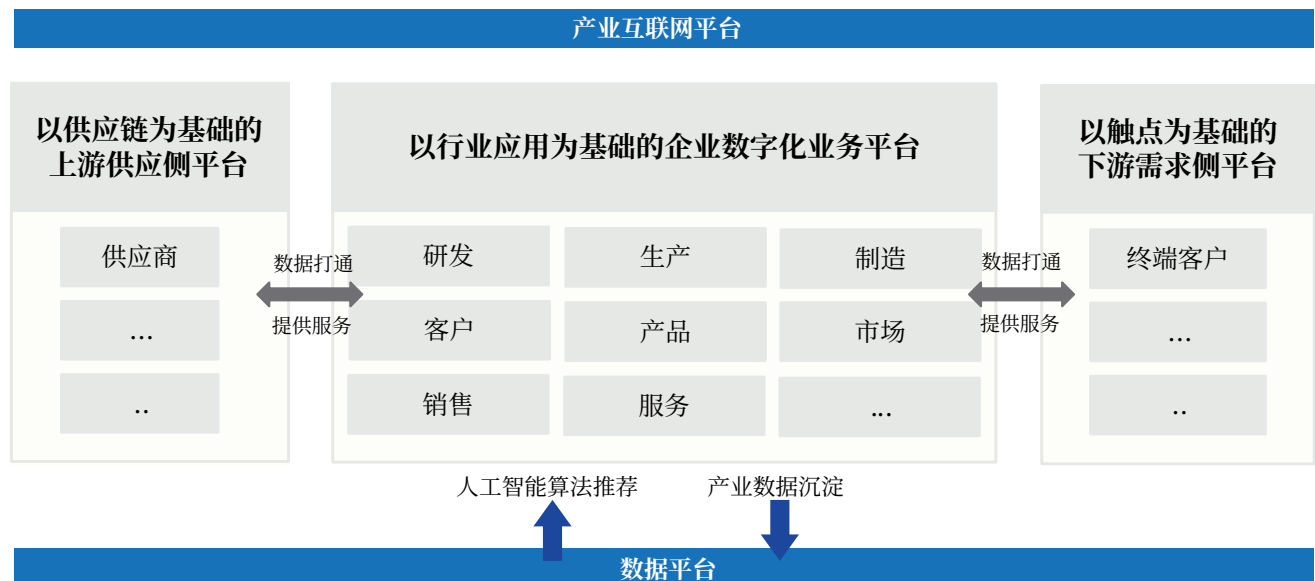 产业互联网平台
以供应链为基础的
上游供应侧平台
供应商
...
..
数据打通
提供服务
以行业应用为基础的企业数字化业务平台
研发
生产
制造
客户
产品
市场
销售
服务
...
数据打通
提供服务
以触点为基础的
下游需求侧平台
终端客户
...
..
人工智能算法推荐
产业数据沉淀
数据平台